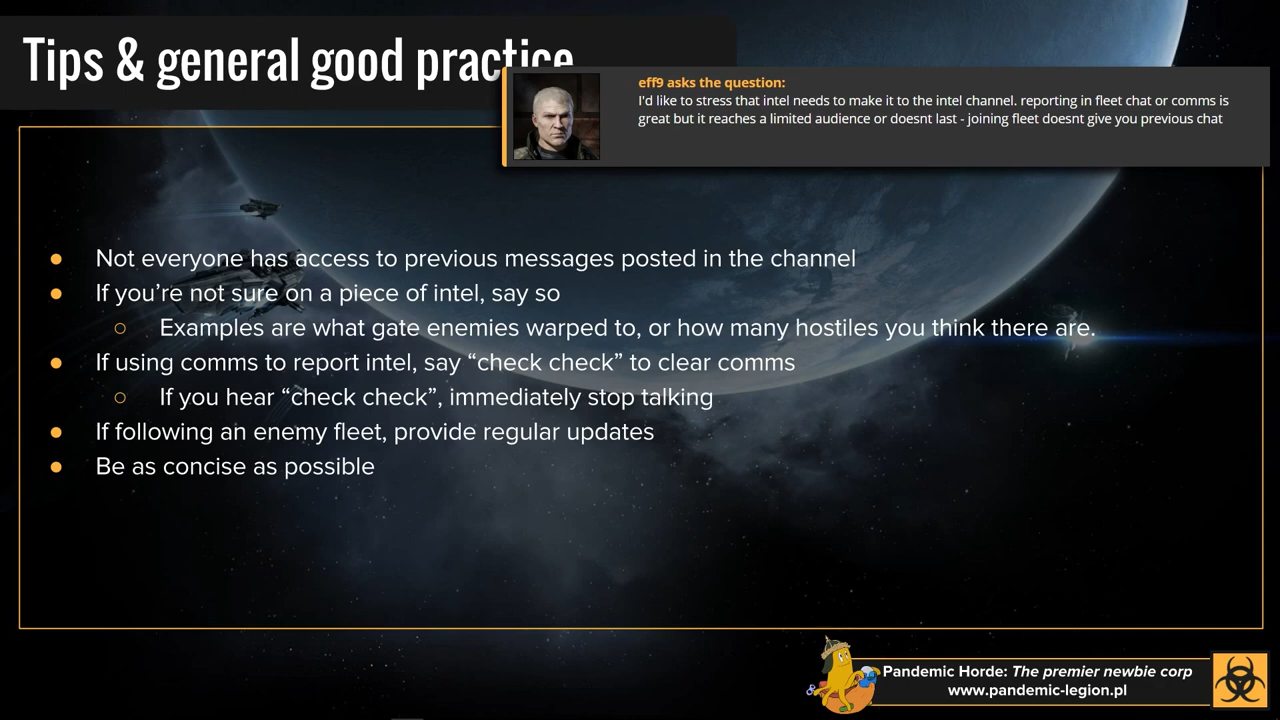 Tips & general good practice
eff9 asks the question:
I'd like to stress that intel needs to make it to the intel channel. reporting in fleet chat or comms is
great but it reaches a limited audience or doesnt last - joining fleet doesnt give you previous chat
● Not everyone has access to previous messages posted in the channel
● If you’re not sure on a piece of intel, say so
○ Examples are what gate enemies warped to, or how many hostiles you think there are.
● If using comms to report intel, say “check check” to clear comms
○ If you hear “check check”, immediately stop talking
● If following an enemy fleet, provide regular updates
● Be as concise as possible
Pandemic Horde: The premier newbie corp
www.pandemic-legion.pl